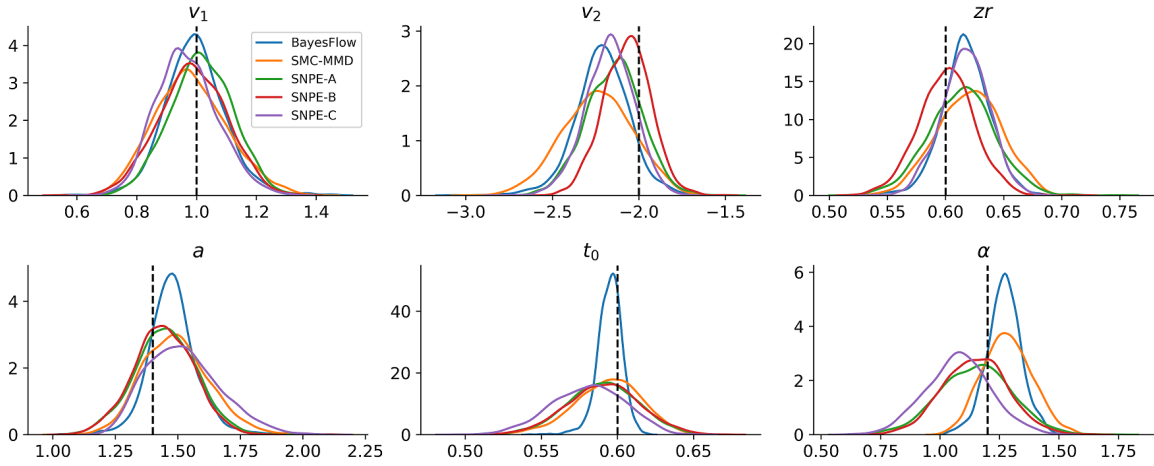 v₁
4
3
2
1
0
0.6 0.8 1.0 1.2 1.4
BayesFlow
SMC-MMD
SNPE-A
SNPE-B
SNPE-C
v₂
3
2
1
0
−3.0 −2.5 −2.0 −1.5
zr
20
15
10
5
0
0.50 0.55 0.60 0.65 0.70 0.75
a
4
2
0
1.00 1.25 1.50 1.75 2.00 2.25
t₀
40
20
0
0.50 0.55 0.60 0.65
α
6
4
2
0
0.50 0.75 1.00 1.25 1.50 1.75